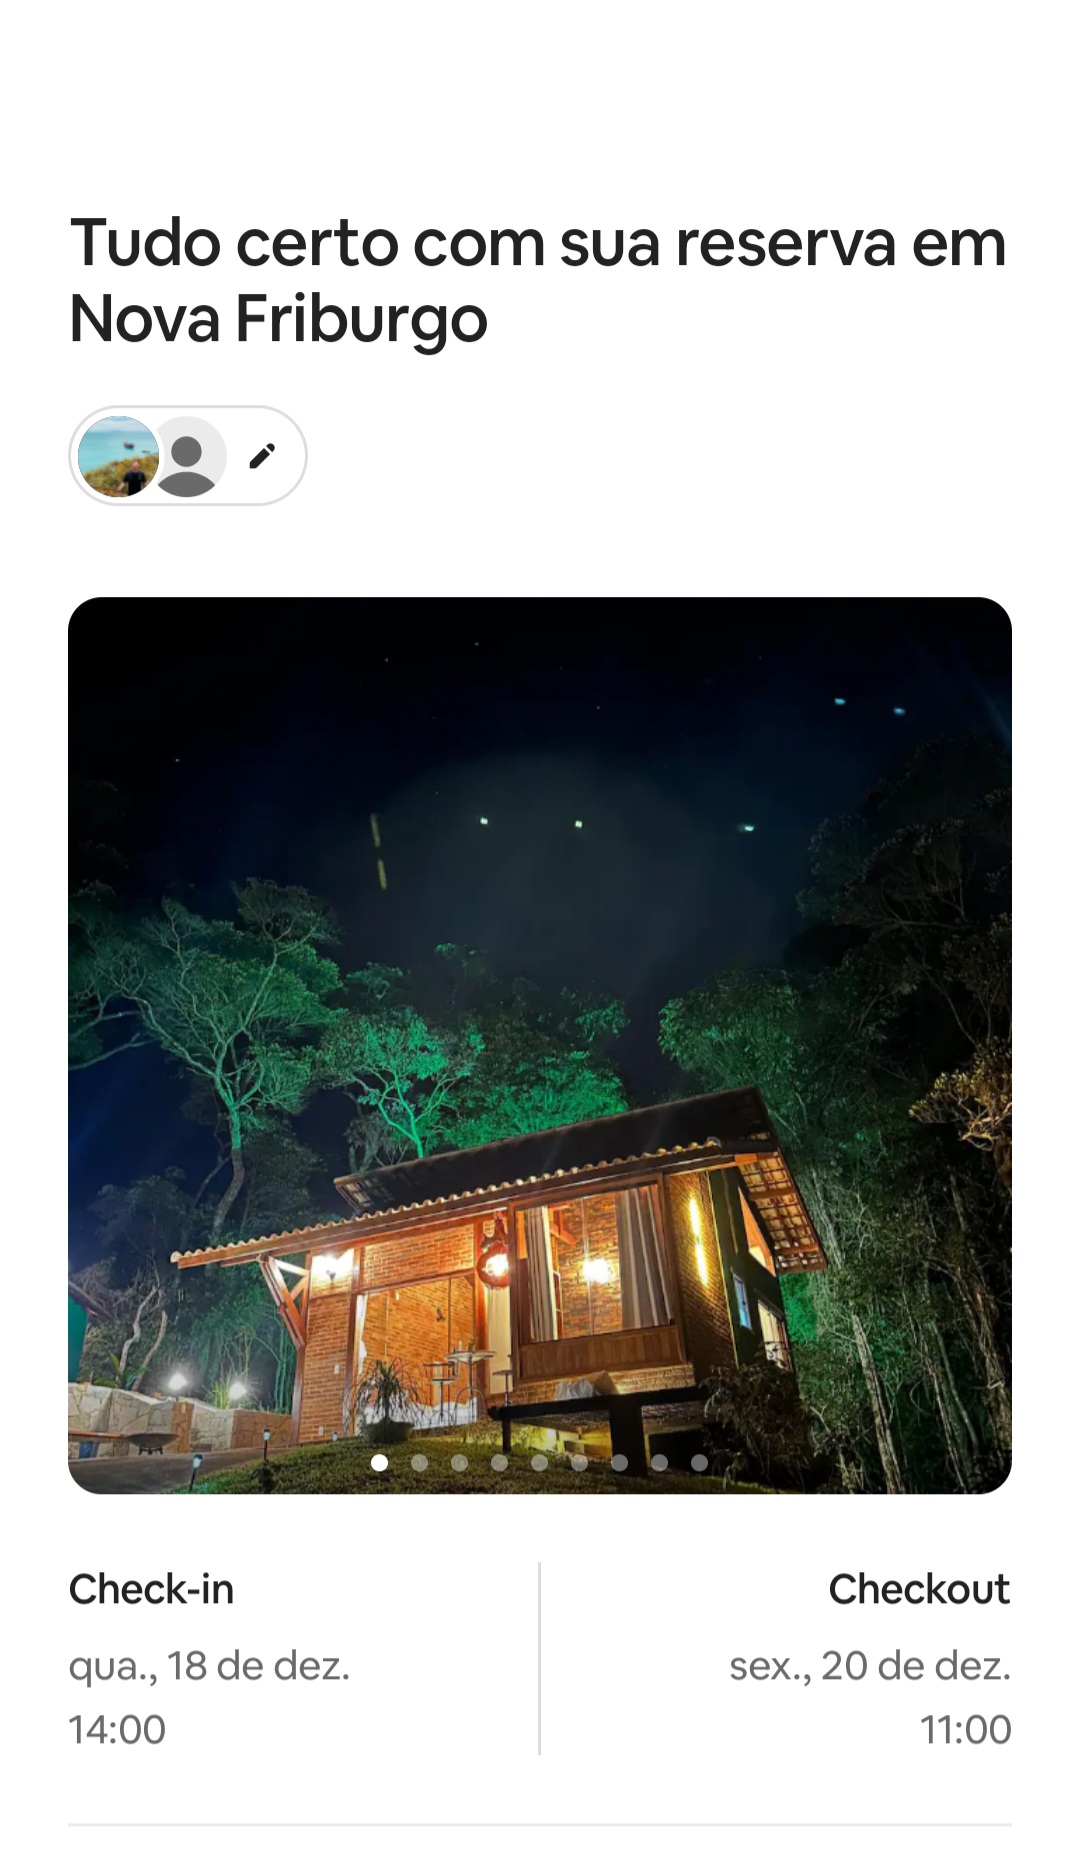 Tudo certo com sua reserva em
Nova Friburgo
Check-in
qua., 18 de dez.
14:00
Checkout
sex., 20 de dez.
11:00